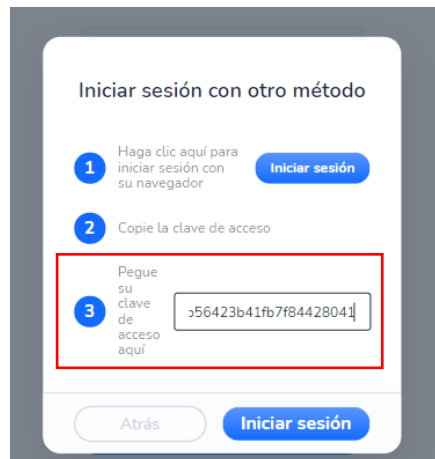 Iniciar sesión con otro método
1
Haga clic aquí para
iniciar sesión con
su navegador
Iniciar sesión
2
Copie la clave de acceso
3
Pegue
su
clave
de
acceso
aquí
56423b41fb7f84428041
Atrás
Iniciar sesión